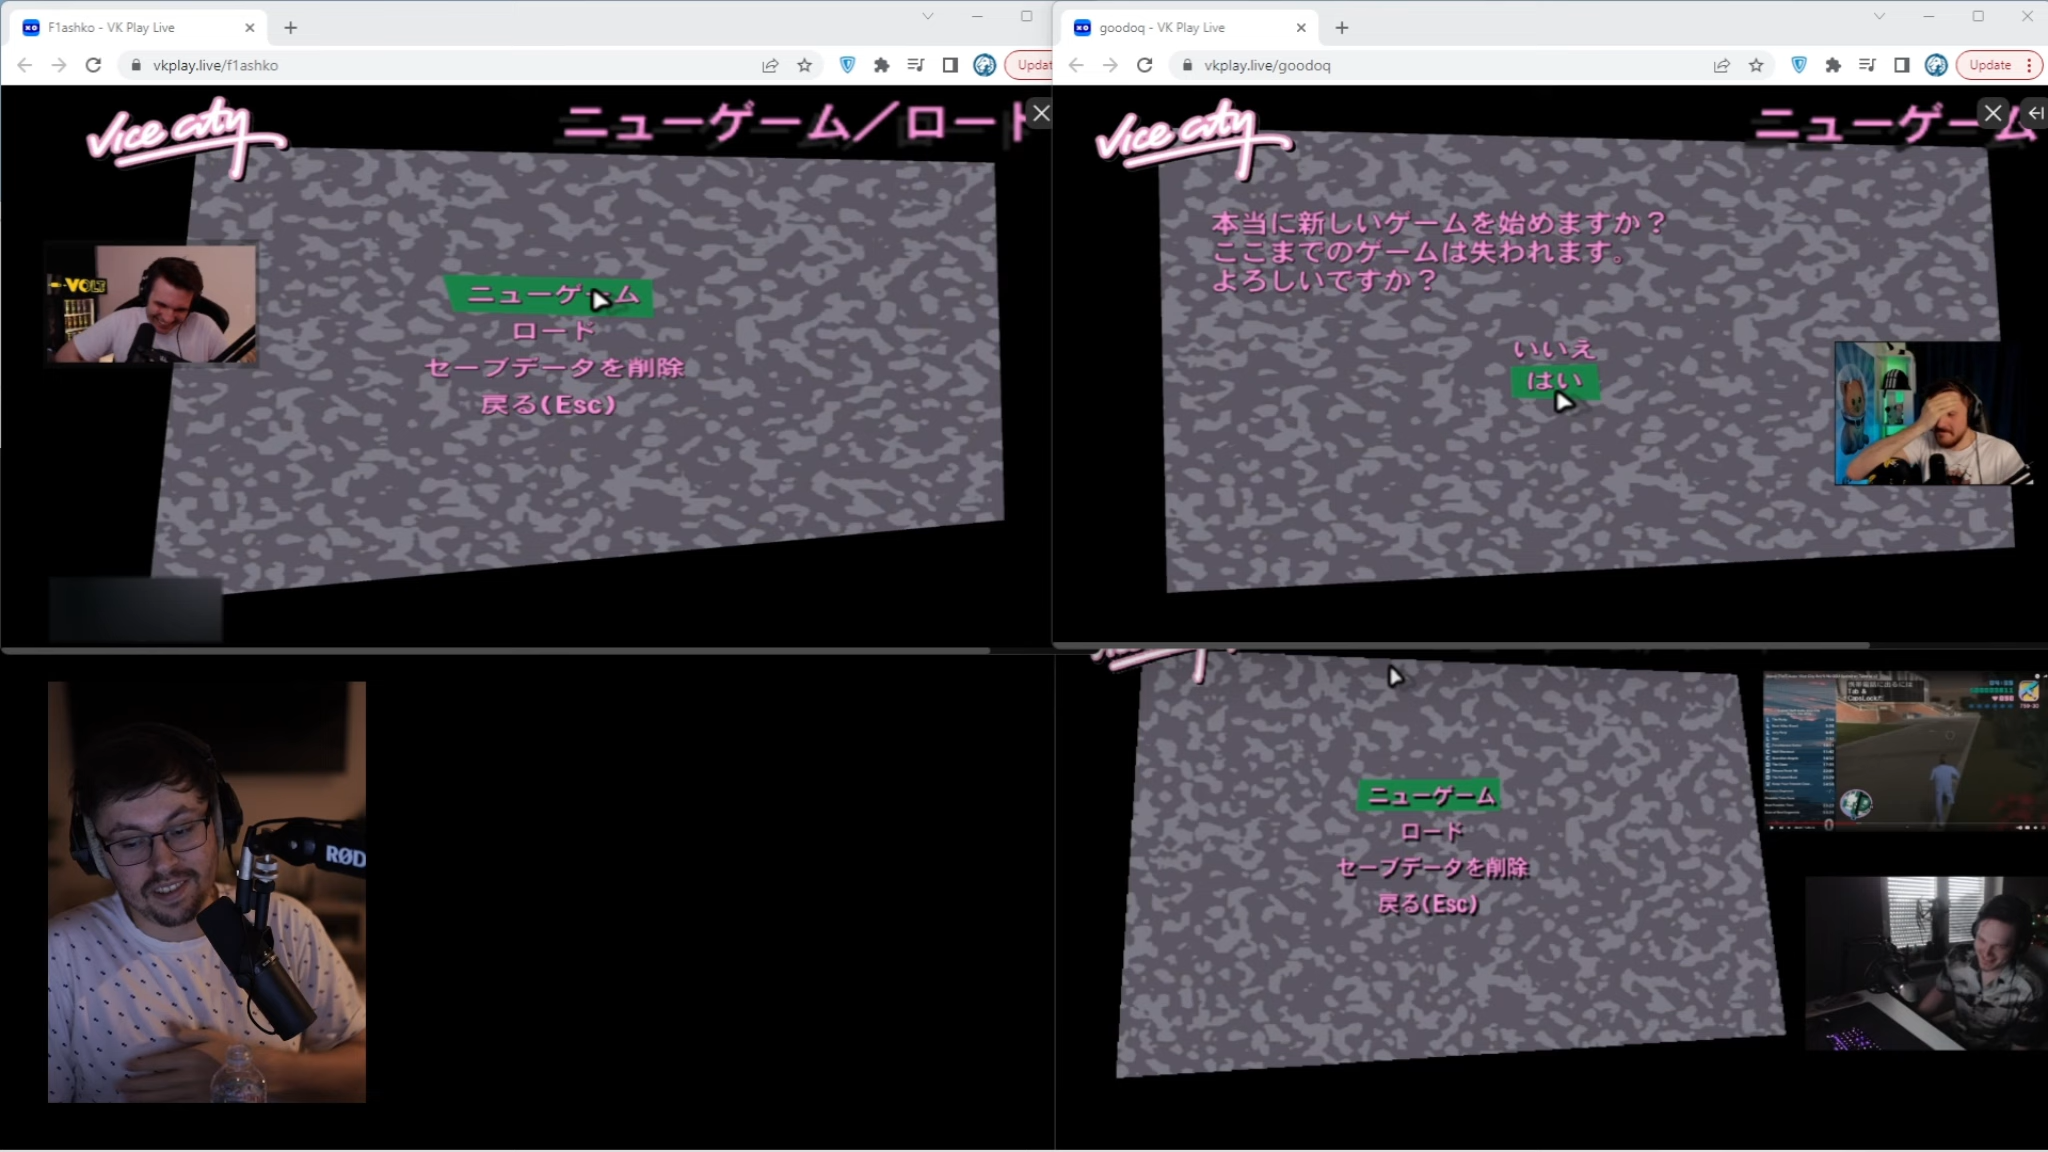 F1ashko - VK Play Live
vkplay.live/f1ashko
Updat
vice city
ニューゲーム／ロード
VOLT
ニューゲーム
ロード
セーブデータを削除
戻る(Esc)
goodoq - VK Play Live
vkplay.live/goodoq
Update
vice city
ニューゲーム
本当に新しいゲームを始めますか？
ここまでのゲームは失われます。
よろしいですか？
いいえ
はい
RØD
ニューゲーム
ロード
セーブデータを削除
戻る(Esc)
Tab &
CapsLock